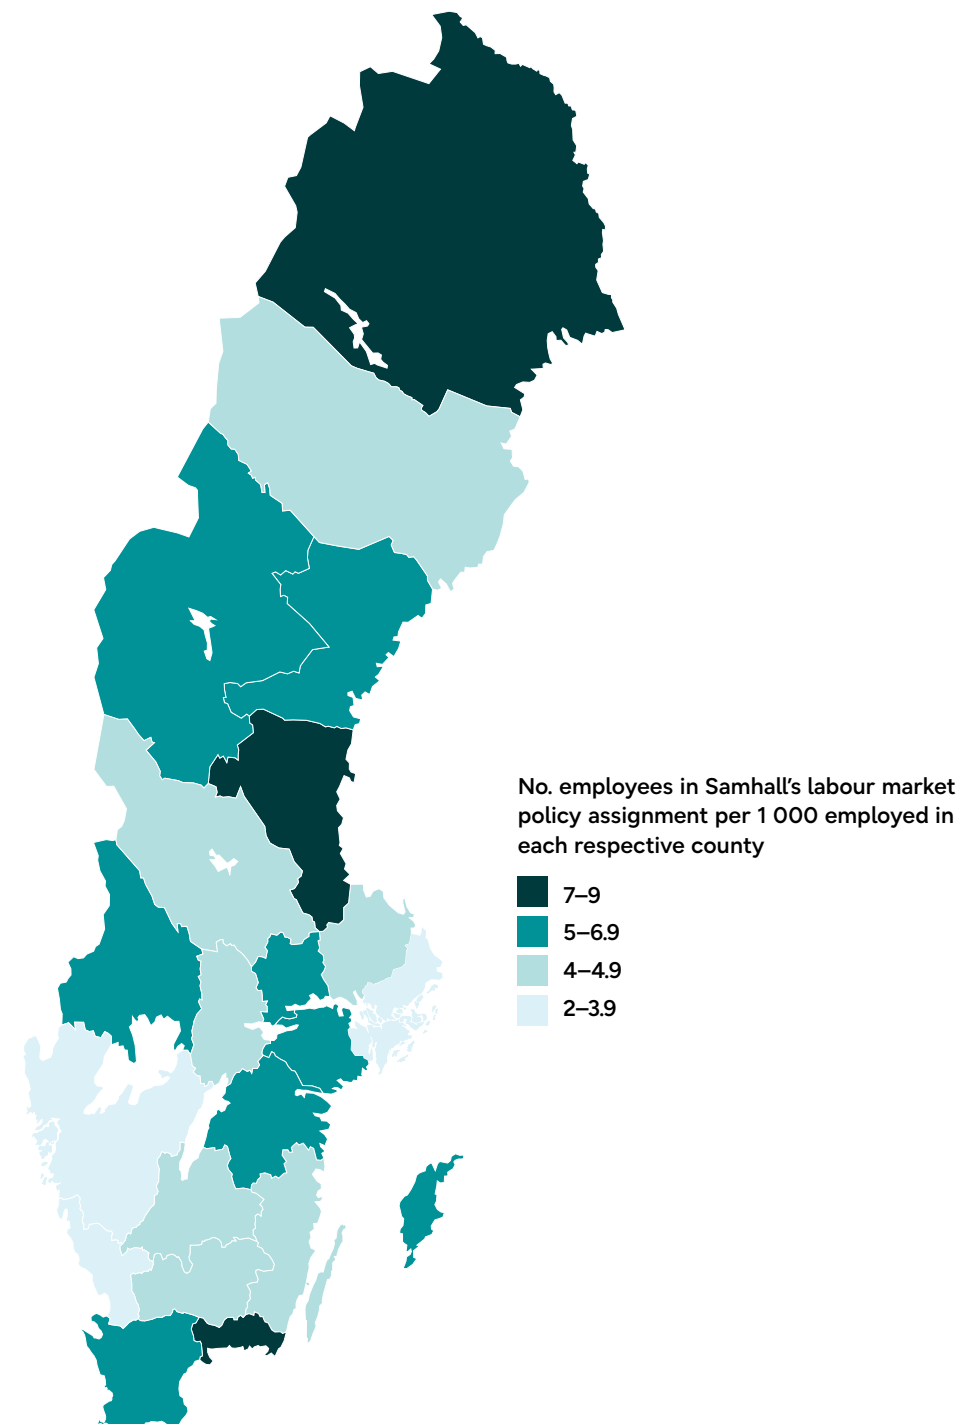 No. employees in Samhall’s labour market
policy assignment per 1 000 employed in
each respective county
7–9
5–6.9
4–4.9
2–3.9